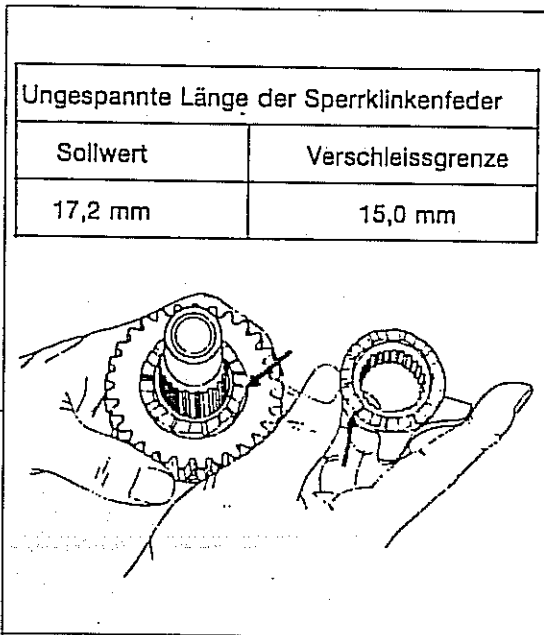 Ungespannte Länge der Sperrklinkenfeder
Sollwert Verschleissgrenze
17,2 mm 15,0 mm